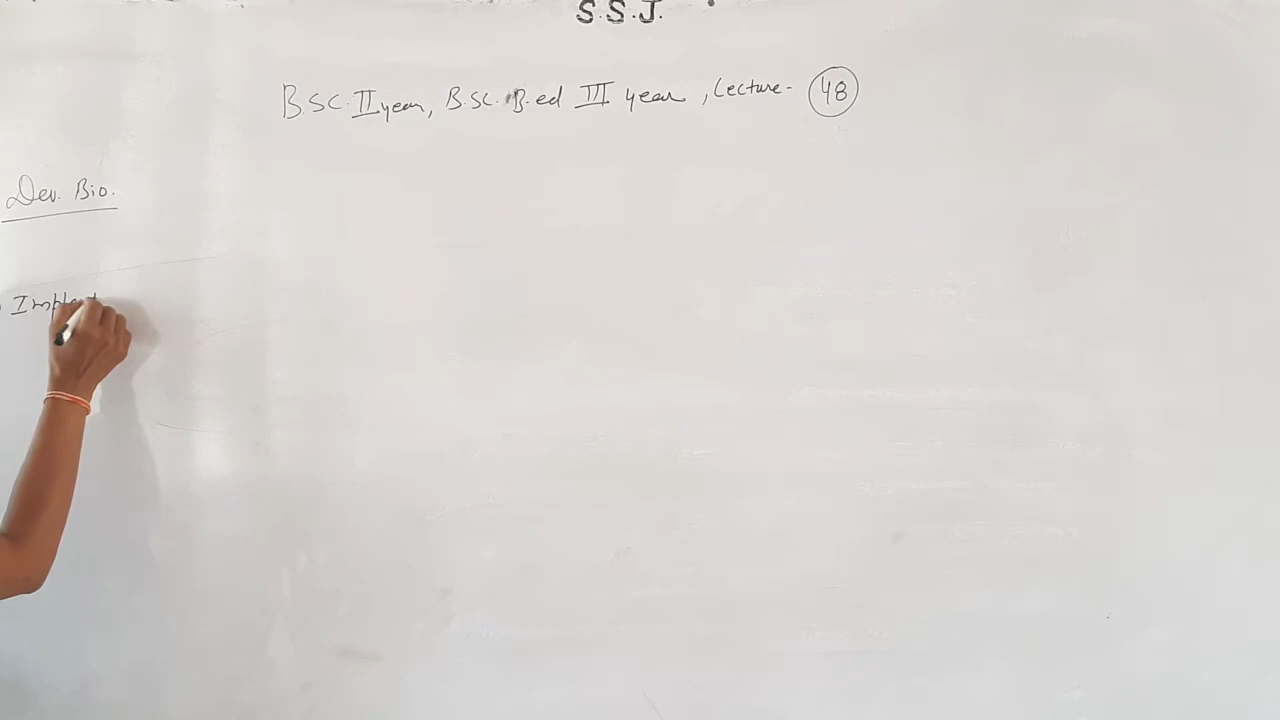 S.S.J.
B.SC. II year, B.SC. B.ed III year, Lecture- 48
Dev. Bio.